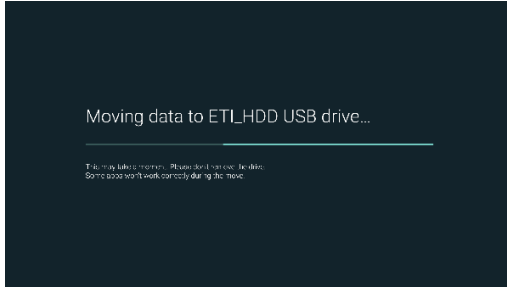 Moving data to ETI_HDD USB drive...
This may take a moment. Please don't remove the drive.
Some apps won't work correctly during the move.